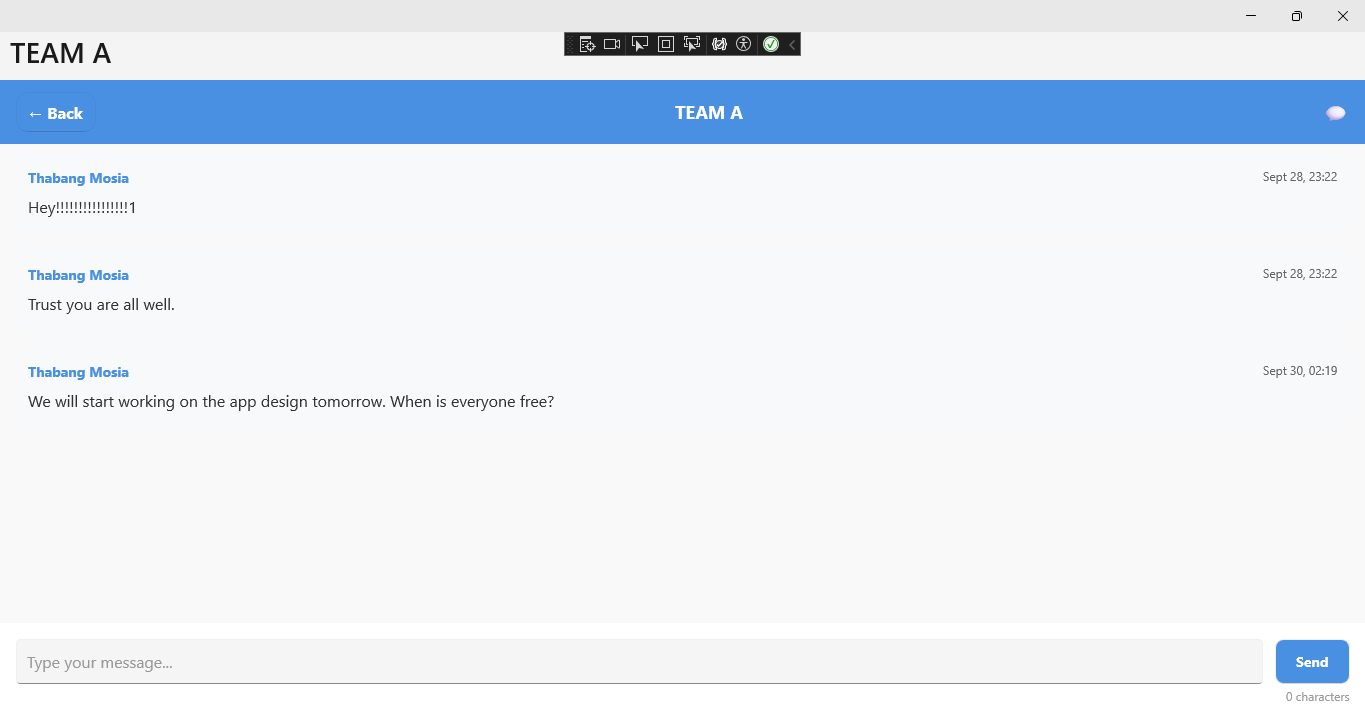 TEAM A
← Back
TEAM A
Thabang Mosia
Sept 28, 23:22
Hey!!!!!!!!!!!!!!!!1
Thabang Mosia
Sept 28, 23:22
Trust you are all well.
Thabang Mosia
Sept 30, 02:19
We will start working on the app design tomorrow. When is everyone free?
Type your message...
Send
0 characters